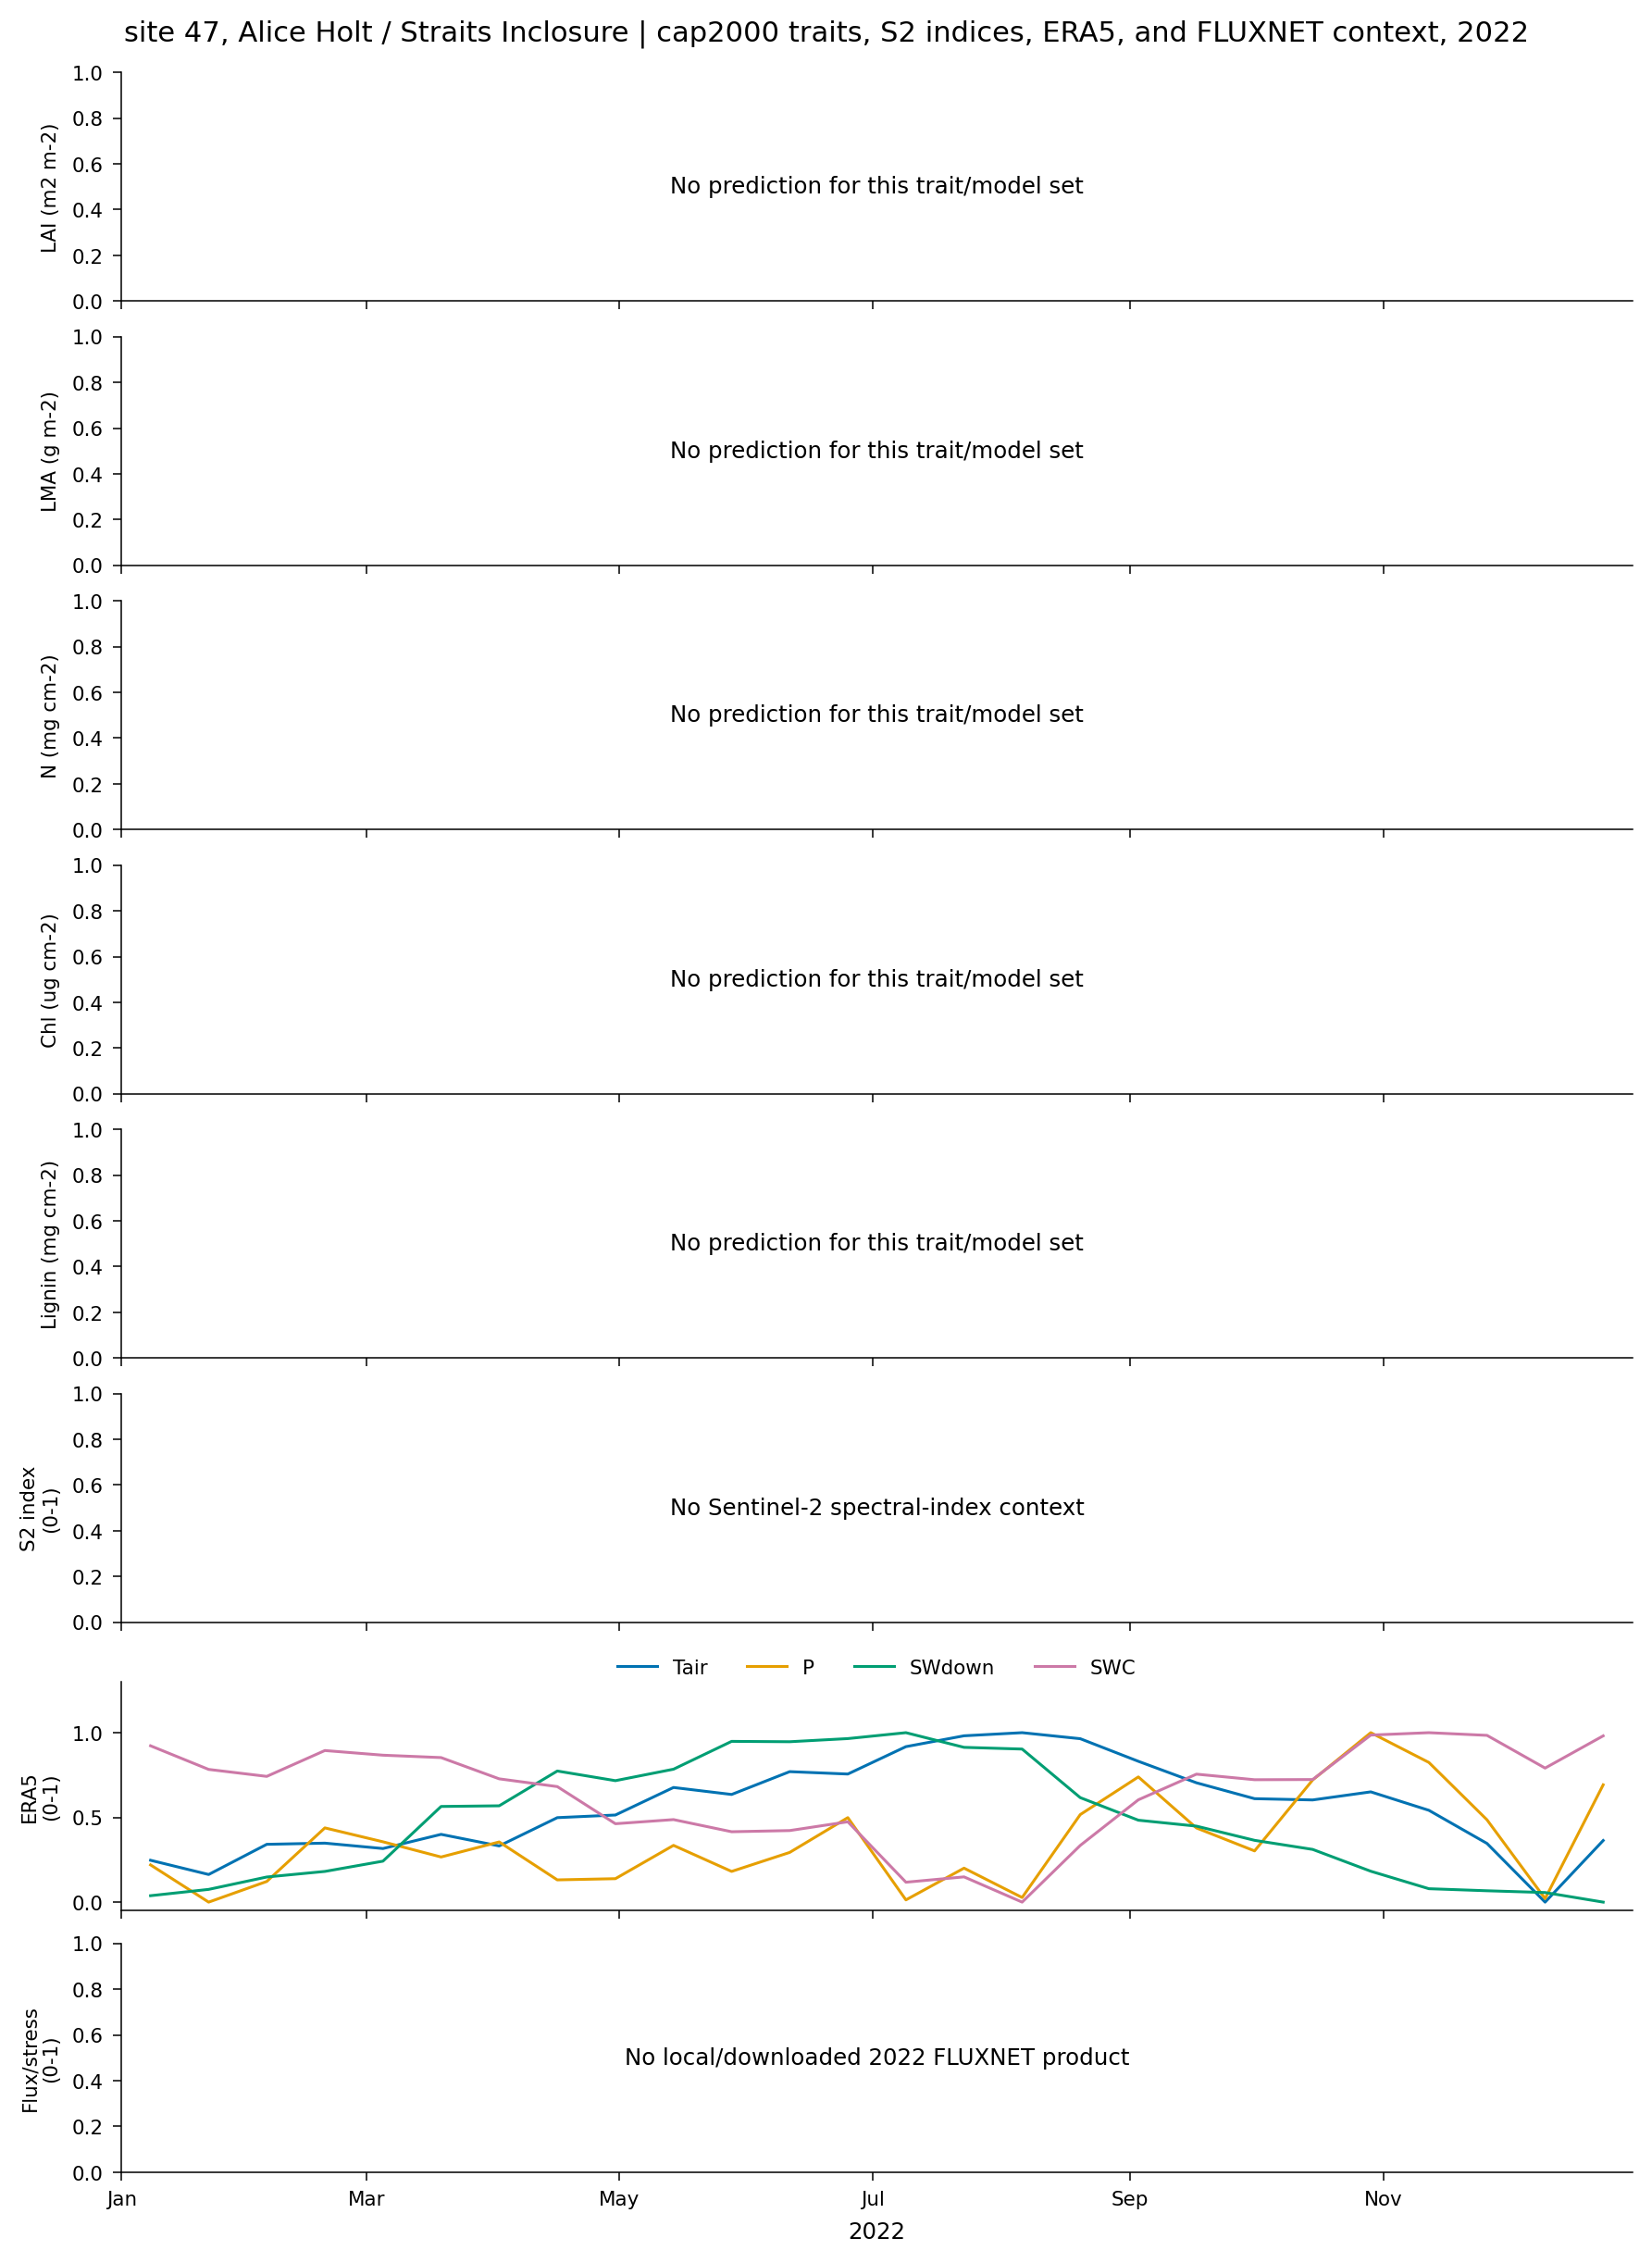 site 47, Alice Holt / Straits Inclosure | cap2000 traits, S2 indices, ERA5, and FLUXNET context, 2022
1.0
0.8
0.6
0.4
0.2
0.0
LAI (m2 m-2)
No prediction for this trait/model set
1.0
0.8
0.6
0.4
0.2
0.0
LMA (g m-2)
No prediction for this trait/model set
1.0
0.8
0.6
0.4
0.2
0.0
N (mg cm-2)
No prediction for this trait/model set
1.0
0.8
0.6
0.4
0.2
0.0
Chl (ug cm-2)
No prediction for this trait/model set
1.0
0.8
0.6
0.4
0.2
0.0
Lignin (mg cm-2)
No prediction for this trait/model set
1.0
0.8
0.6
0.4
0.2
0.0
S2 index
(0-1)
No Sentinel-2 spectral-index context
Tair P SWdown SWC
1.0
0.5
0.0
ERA5
(0-1)
1.0
0.8
0.6
0.4
0.2
0.0
Flux/stress
(0-1)
No local/downloaded 2022 FLUXNET product
Jan Mar May Jul Sep Nov
2022